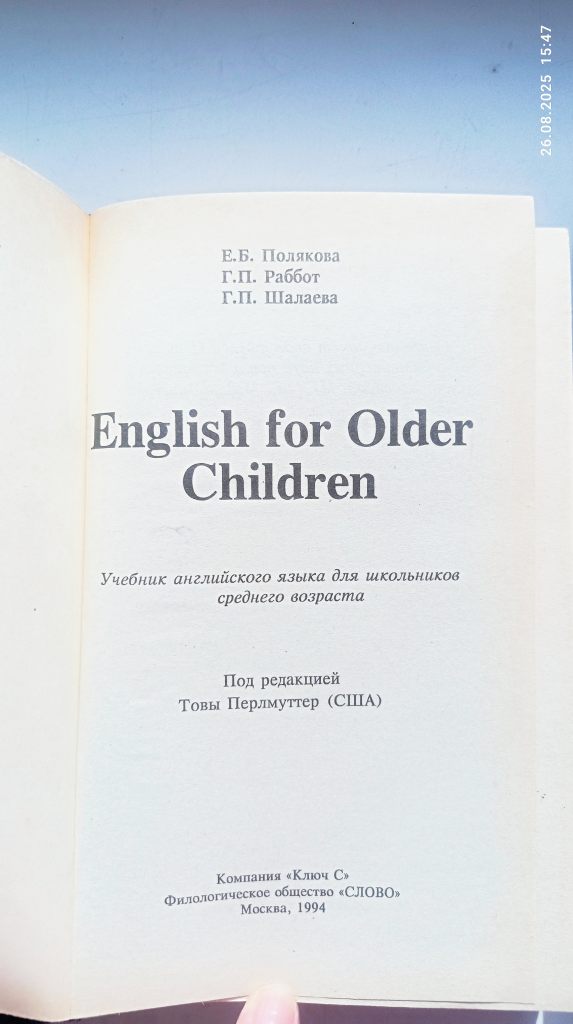 26.08.2025 15:47
Е.Б. Полякова
Г.П. Раббот
Г.П. Шалаева
English for Older
Children
Учебник английского языка для школьников
среднего возраста
Под редакцией
Товы Перлмуттер (США)
Компания «Ключ С»
Филологическое общество «СЛОВО»
Москва, 1994